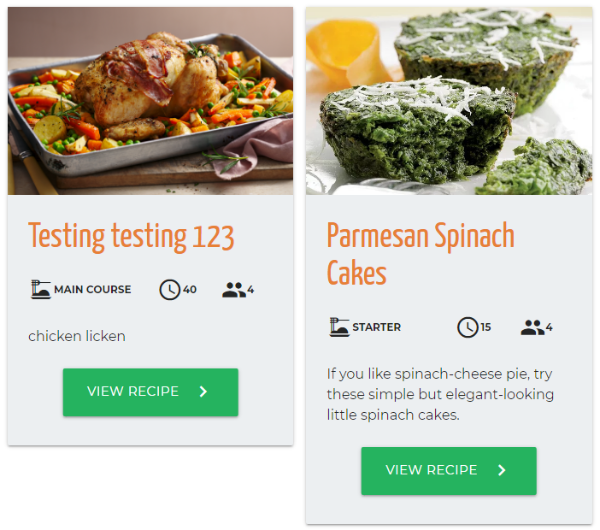 Testing testing 123
MAIN COURSE 40 4
chicken licken
VIEW RECIPE
Parmesan Spinach
Cakes
STARTER 15 4
If you like spinach-cheese pie, try
these simple but elegant-looking
little spinach cakes.
VIEW RECIPE